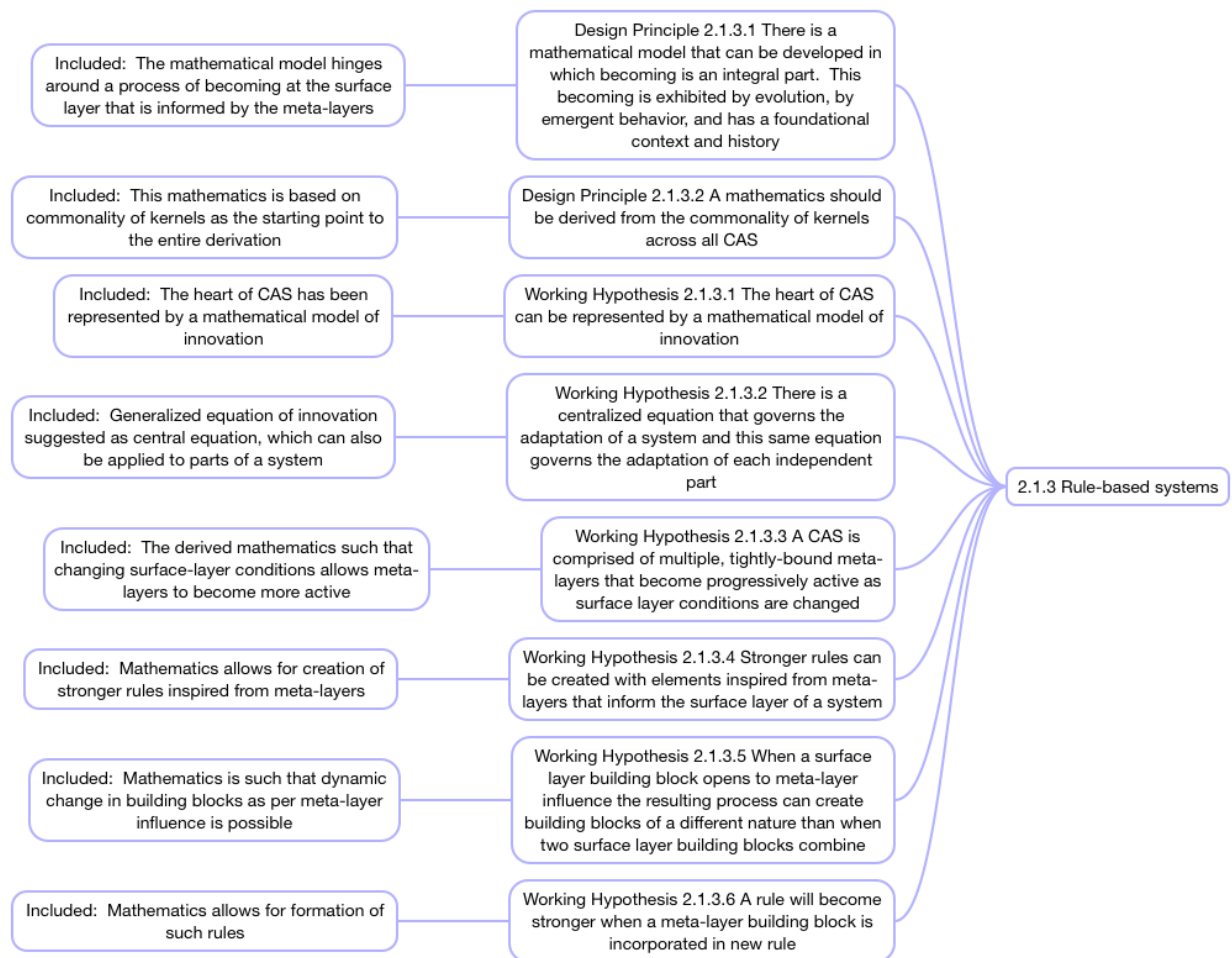 Included:  The mathematical model hinges
around a process of becoming at the surface
layer that is informed by the meta-layers
Design Principle 2.1.3.1 There is a
mathematical model that can be developed in
which becoming is an integral part.  This
becoming is exhibited by evolution, by
emergent behavior, and has a foundational
context and history
Included:  This mathematics is based on
commonality of kernels as the starting point to
the entire derivation
Design Principle 2.1.3.2 A mathematics should
be derived from the commonality of kernels
across all CAS
Included:  The heart of CAS has been
represented by a mathematical model of
innovation
Working Hypothesis 2.1.3.1 The heart of CAS
can be represented by a mathematical model of
innovation
Included:  Generalized equation of innovation
suggested as central equation, which can also
be applied to parts of a system
Working Hypothesis 2.1.3.2 There is a
centralized equation that governs the
adaptation of a system and this same equation
governs the adaptation of each independent
part
2.1.3 Rule-based systems
Included:  The derived mathematics such that
changing surface-layer conditions allows meta-
layers to become more active
Working Hypothesis 2.1.3.3 A CAS is
comprised of multiple, tightly-bound meta-
layers that become progressively active as
surface layer conditions are changed
Included:  Mathematics allows for creation of
stronger rules inspired from meta-layers
Working Hypothesis 2.1.3.4 Stronger rules can
be created with elements inspired from meta-
layers that inform the surface layer of a system
Included:  Mathematics is such that dynamic
change in building blocks as per meta-layer
influence is possible
Working Hypothesis 2.1.3.5 When a surface
layer building block opens to meta-layer
influence the resulting process can create
building blocks of a different nature than when
two surface layer building blocks combine
Included:  Mathematics allows for formation of
such rules
Working Hypothesis 2.1.3.6 A rule will become
stronger when a meta-layer building block is
incorporated in new rule